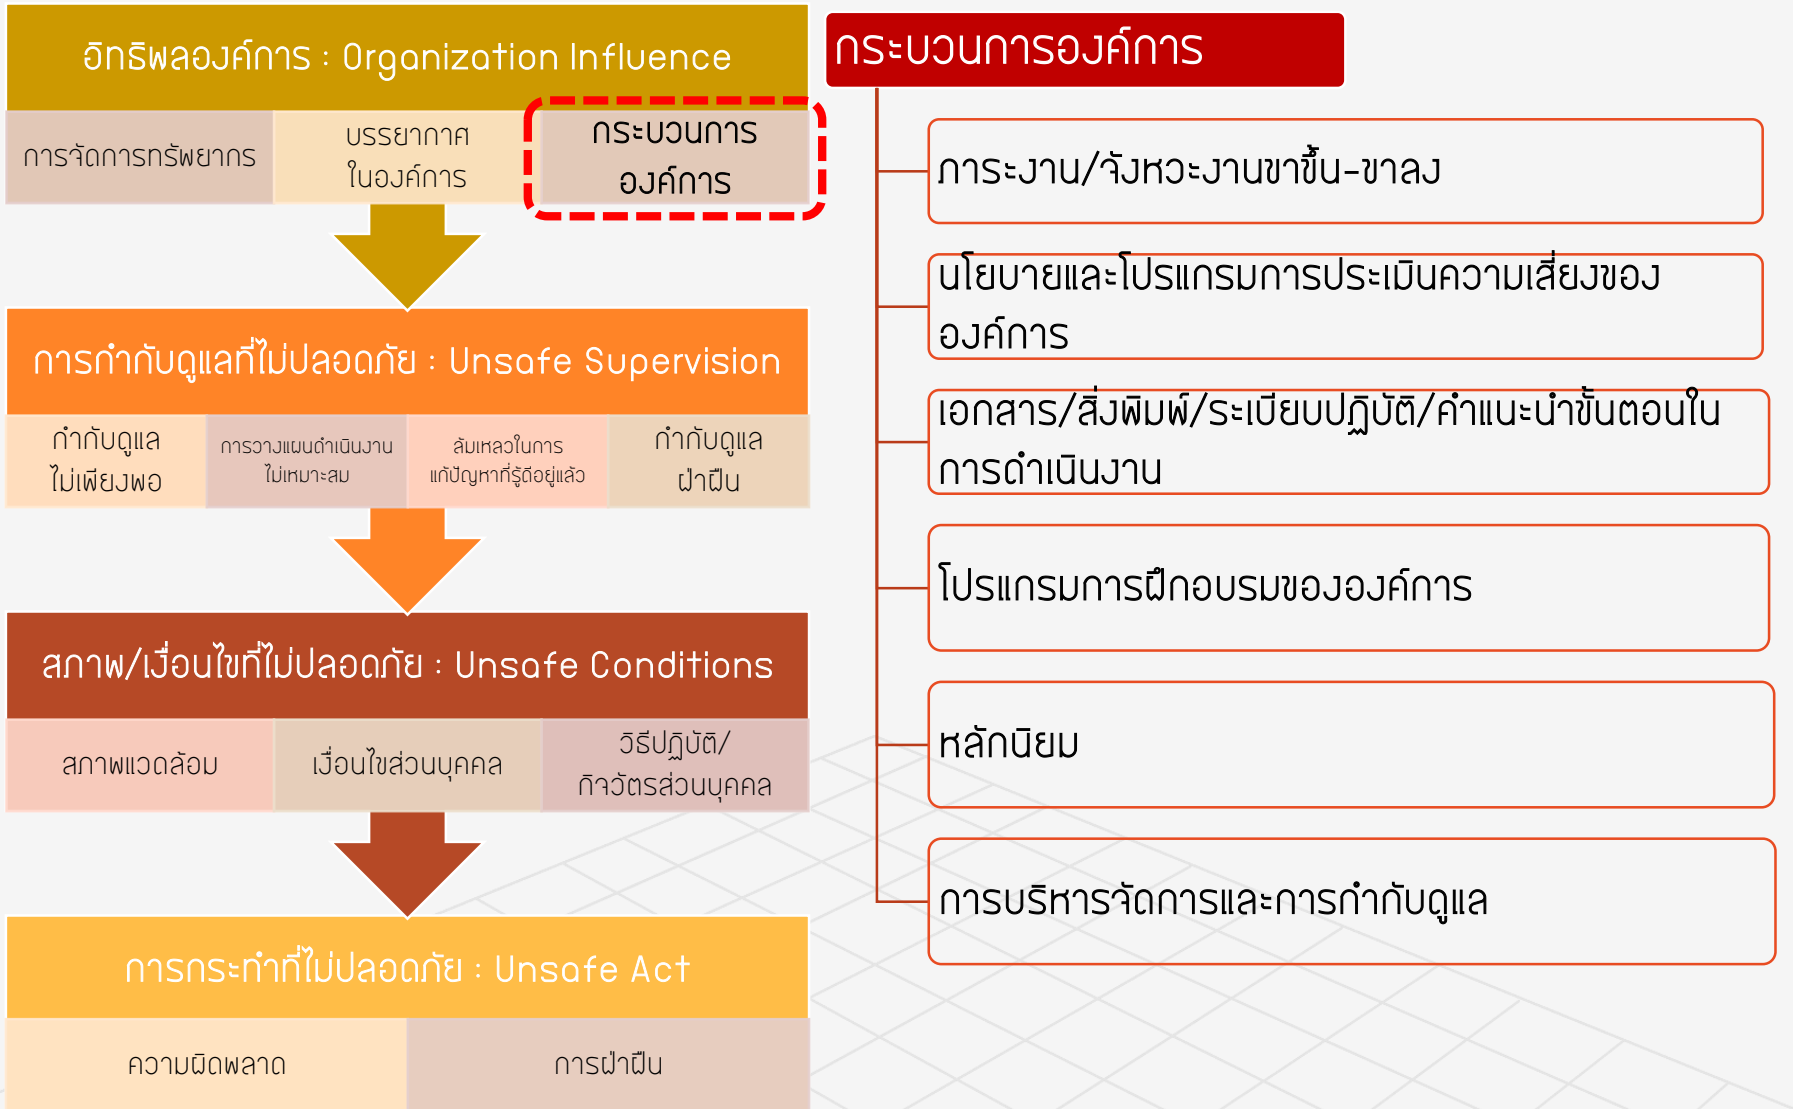 อิทธิพลองค์การ : Organization Influence
การจัดการทรัพยากร
บรรยากาศ
ในองค์การ
กระบวนการ
องค์การ
การกำกับดูแลที่ไม่ปลอดภัย : Unsafe Supervision
กำกับดูแล
ไม่เพียงพอ
การวางแผนดำเนินงาน
ไม่เหมาะสม
ล้มเหลวในการ
แก้ปัญหาที่รู้ดีอยู่แล้ว
กำกับดูแล
ฝ่าฝืน
สภาพ/เงื่อนไขที่ไม่ปลอดภัย : Unsafe Conditions
สภาพแวดล้อม
เงื่อนไขส่วนบุคคล
วิธีปฏิบัติ/
กิจวัตรส่วนบุคคล
การกระทำที่ไม่ปลอดภัย : Unsafe Act
ความผิดพลาด
การฝ่าฝืน
กระบวนการองค์การ
ภาระงาน/จังหวะงานขาขึ้น-ขาลง
นโยบายและโปรแกรมการประเมินความเสี่ยงของ
องค์การ
เอกสาร/สิ่งพิมพ์/ระเบียบปฏิบัติ/คำแนะนำขั้นตอนใน
การดำเนินงาน
โปรแกรมการฝึกอบรมขององค์การ
หลักนิยม
การบริหารจัดการและการกำกับดูแล